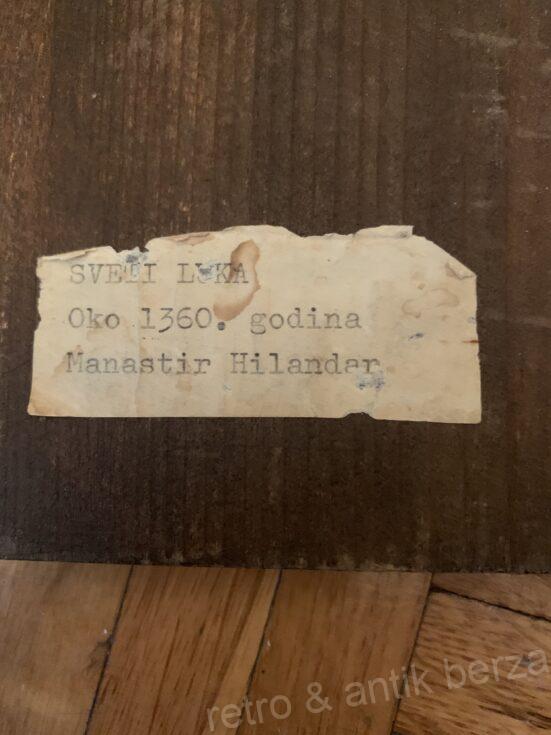 SVETI LUKA
Oko 1360. godina
Manastir Hilandar
retro & antik berza